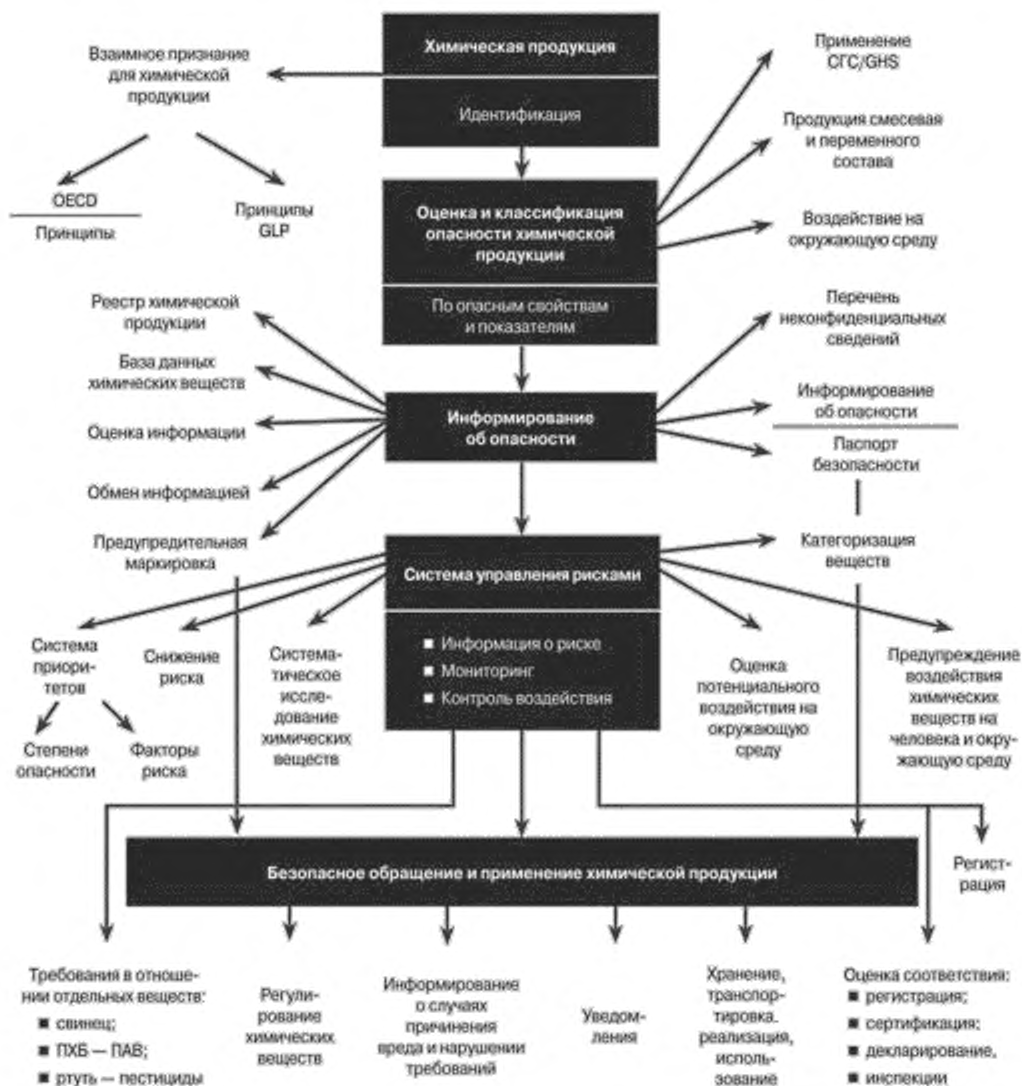 Химическая продукция
Идентификация
Взаимное признание
для химической
продукции
OECD
Принципы
Принципы
GLP
Применение
СГС/GHS
Продукция смесевая
и переменного
состава
Воздействие на
окружающую среду
Оценка и классификация
опасности химической
продукции
По опасным свойствам
и показателям
Реестр химической
продукции
База данных
химических веществ
Оценка информации
Обмен информацией
Предупредительная
маркировка
Информирование
об опасности
Перечень
неконфиденциальных
сведений
Информирование
об опасности
Паспорт
безопасности
Категоризация
веществ
Система управления рисками
■ Информация о риске
■ Мониторинг
■ Контроль воздействия
Система
приори-
тетов
Степени
опасности
Факторы
риска
Снижение
риска
Система-
тическое
иссле-
дование
химических
веществ
Оценка
потенциального
воздействия на
окружающую
среду
Предупреждение
воздействия
химических
веществ на
человека и окру-
жающую среду
Безопасное обращение и применение химической продукции
Регист-
рация
Требования в отноше-
нии отдельных веществ:
■ свинец;
■ ПХБ — ПАВ;
■ ртуть — пестициды
Регули-
рование
химических
веществ
Информирование
о случаях
причинения
вреда и нарушении
требований
Уведом-
ления
Хранение,
транспор-
тировка.
реализация,
исполь-
зование
Оценка соответствия:
■ регистрация;
■ сертификация;
■ декларирование,
■ инспекции